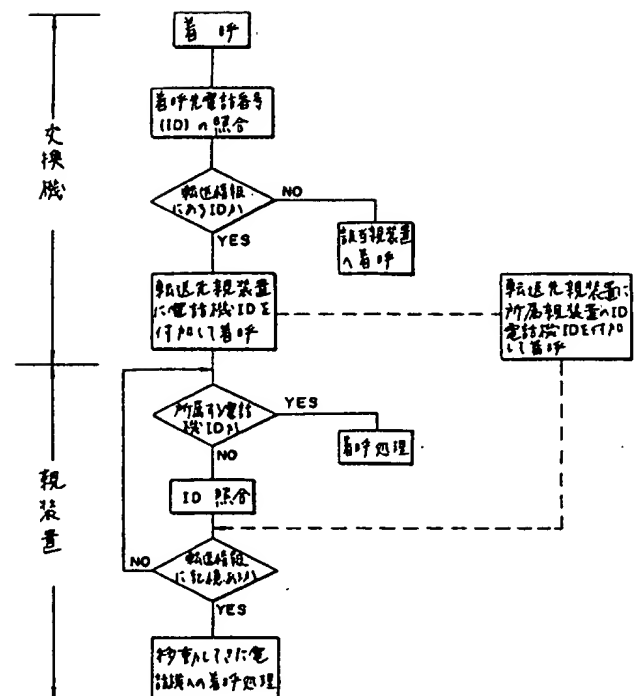 着呼
着呼先電話番号
(ID)の照合
転送情報
にあるIDか
NO
YES
該当親装置
へ着呼
転送先親装置
に電話機IDを
付加して着呼
転送先親装置に
所属親装置のID
電話機IDを付加
して着呼
交換機
所属する電話
機IDか
YES
NO
着呼処理
ID 照合
転送情報
に記憶あるか
NO
YES
移動してきた電
話機への着呼処理
親装置